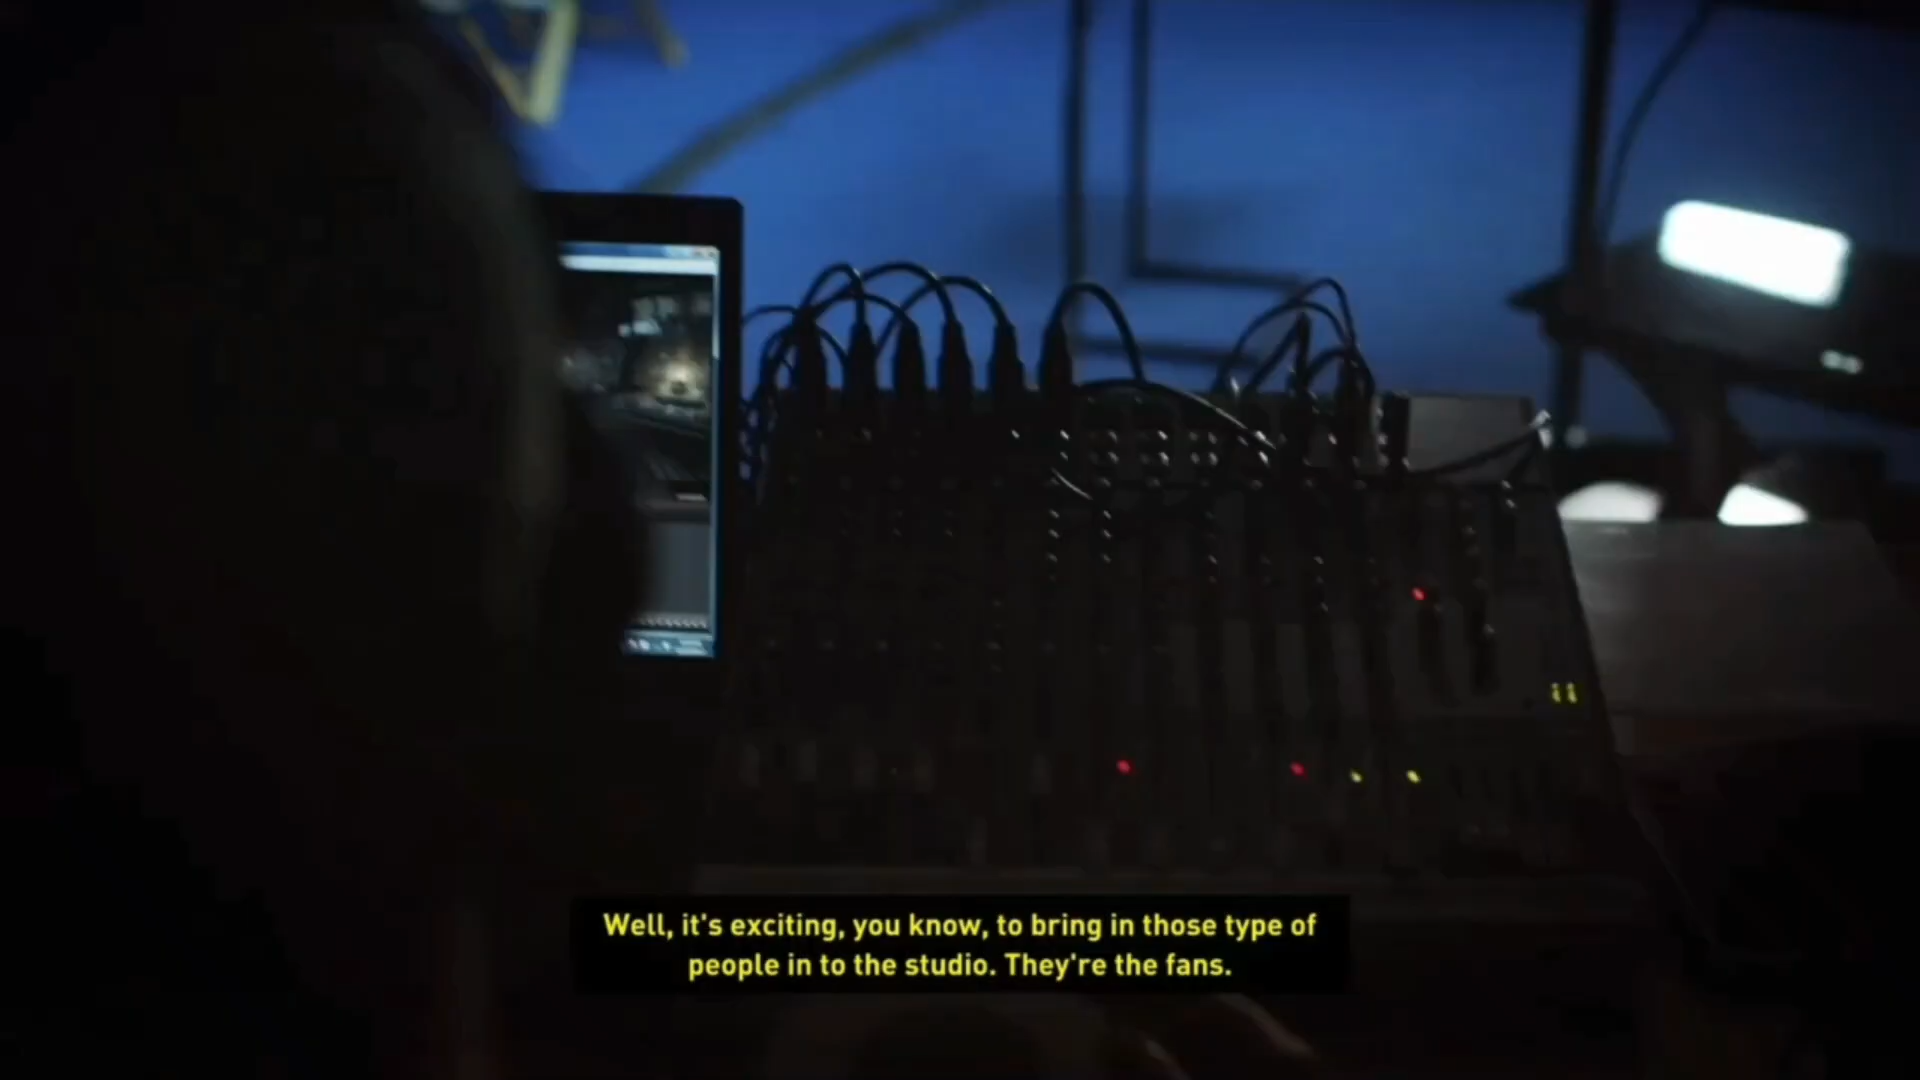 Well, it's exciting, you know, to bring in those type of
people in to the studio. They're the fans.